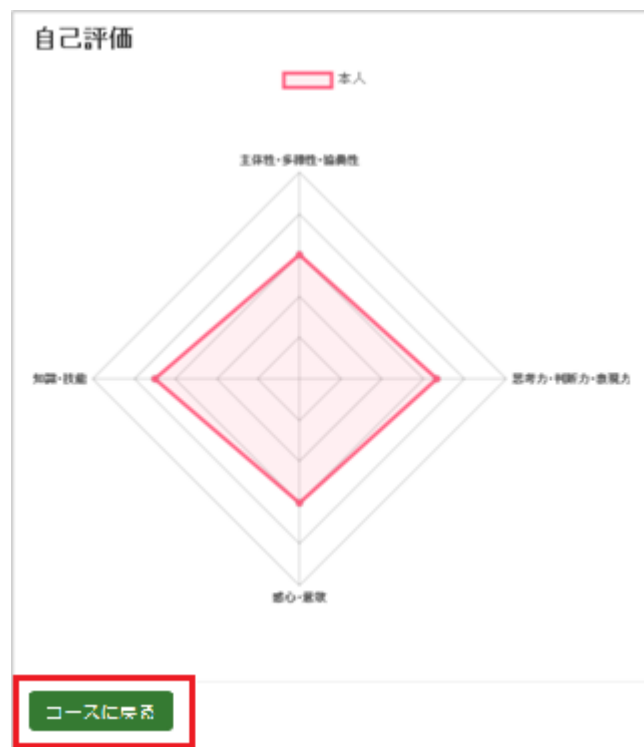 自己評価
本人
主体性・多様性・協働性
知識・技能
思考力・判断力・表現力
関心・意欲
コースに戻る